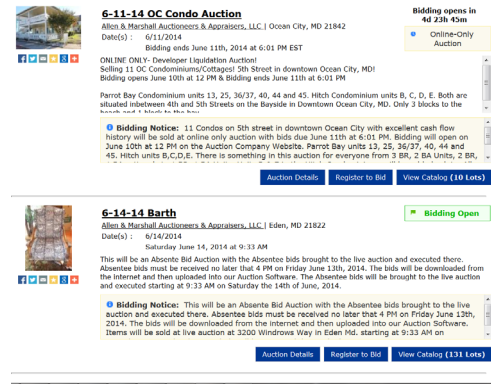 6-11-14 OC Condo Auction
Bidding opens in
4d 23h 45m
Allen & Marshall Auctioneers & Appraisers, LLC | Ocean City, MD 21842
Date(s) : 6/11/2014
Bidding ends June 11th, 2014 at 6:01 PM EST
Online-Only
Auction
ONLINE ONLY- Developer Liquidation Auction!
Selling 11 OC Condominiums/Cottages! 5th Street in downtown Ocean City, MD!
Bidding opens June 10th at 12 PM & Bidding ends June 11th at 6:01 PM
Parrot Bay Condominium units 13, 25, 36/37, 40, 44 and 45. Hitch Condominium units B, C, D, E. Both are
situated inbetween 4th and 5th Streets on the Bayside in Downtown Ocean City, MD. Only 3 blocks to the
beach and 1 block to the bay
Bidding Notice: 11 Condos on 5th street in downtown Ocean City with excellent cash flow
history will be sold at online only auction with bids due June 11th at 6:01 PM. Bidding will open on
June 10th at 12 PM on the Auction Company Website. Parrot Bay units 13, 25, 36/37, 40, 44 and
45. Hitch units B,C,D,E. There is something in this auction for everyone from 3 BR, 2 BA Units, 2 BR,
Auction Details Register to Bid View Catalog (10 Lots)
6-14-14 Barth
Bidding Open
Allen & Marshall Auctioneers & Appraisers, LLC | Eden, MD 21822
Date(s) : 6/14/2014
Saturday June 14, 2014 at 9:33 AM
This will be an Absente Bid Auction with the Absentee bids brought to the live auction and executed there.
Absentee bids must be received no later that 4 PM on Friday June 13th, 2014. The bids will be downloaded from
the internet and then uploaded into our Auction Software. The Absentee bids will be brought to the live auction
and executed starting at 9:33 AM on Saturday the 14th of June, 2014.
Bidding Notice: This will be an Absente Bid Auction with the Absentee bids brought to the live
auction and executed there. Absentee bids must be received no later that 4 PM on Friday June 13th,
2014. The bids will be downloaded from the internet and then uploaded into our Auction Software.
Items will be sold at live auction at 3200 Windrows Way in Eden Md. starting at 9:33 AM on
Auction Details Register to Bid View Catalog (131 Lots)